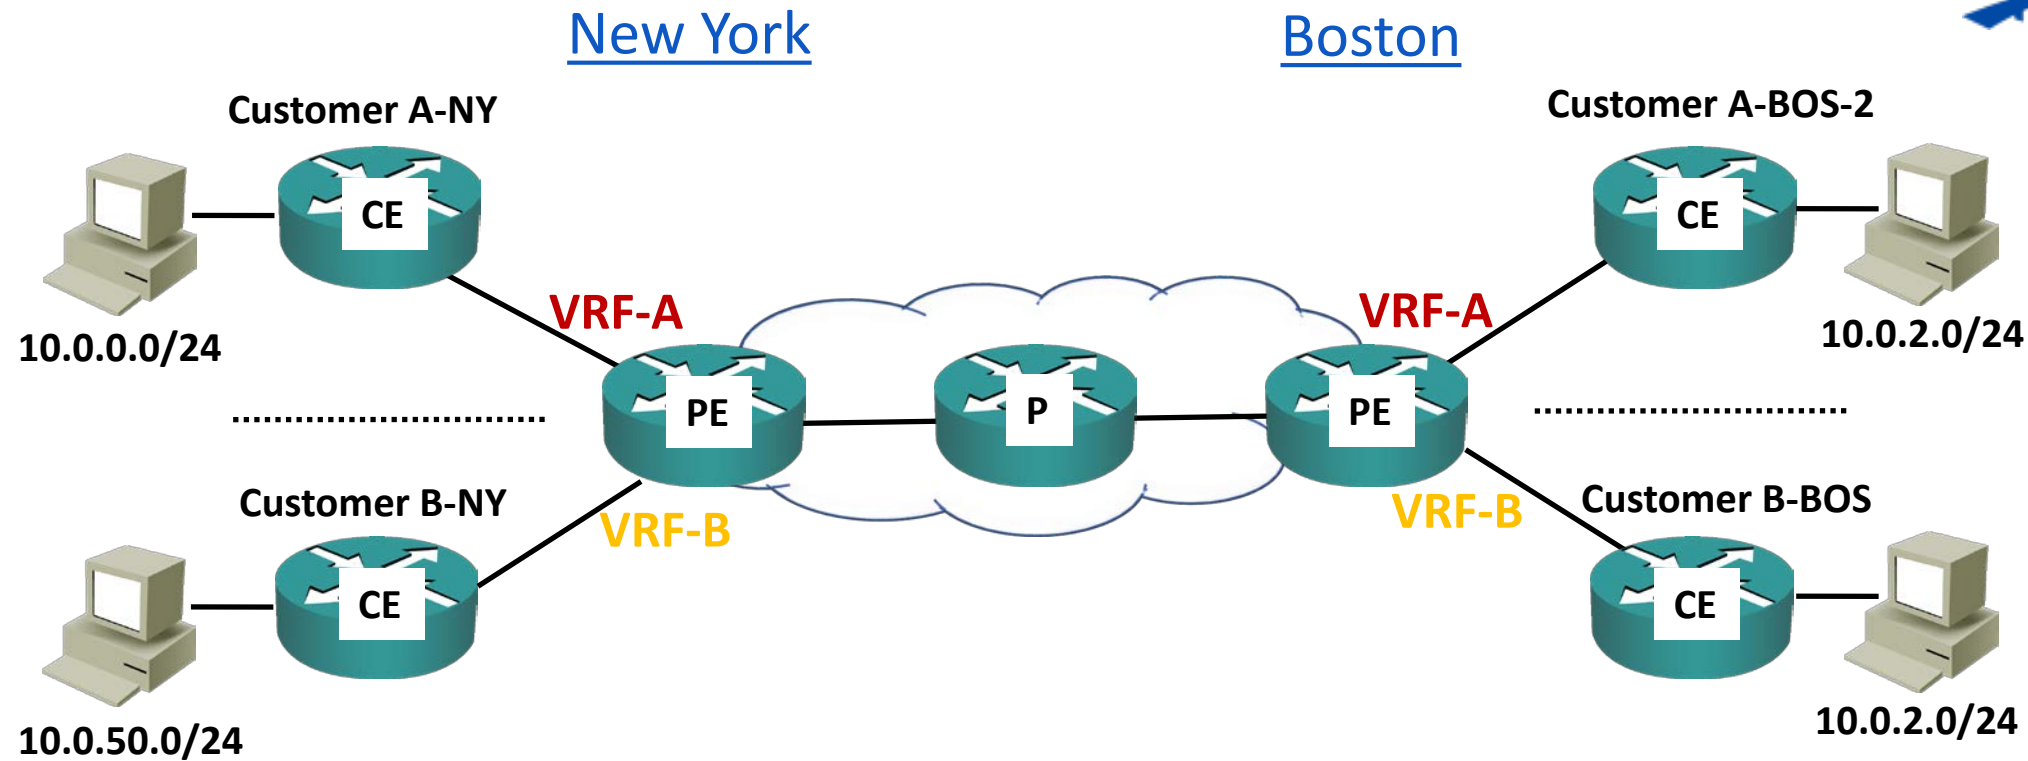 New York
Boston
Customer A-NY
Customer A-BOS-2
CE
CE
VRF-A
VRF-A
10.0.0.0/24
10.0.2.0/24
PE
P
PE
Customer B-NY
VRF-B
VRF-B
Customer B-BOS
CE
CE
10.0.50.0/24
10.0.2.0/24